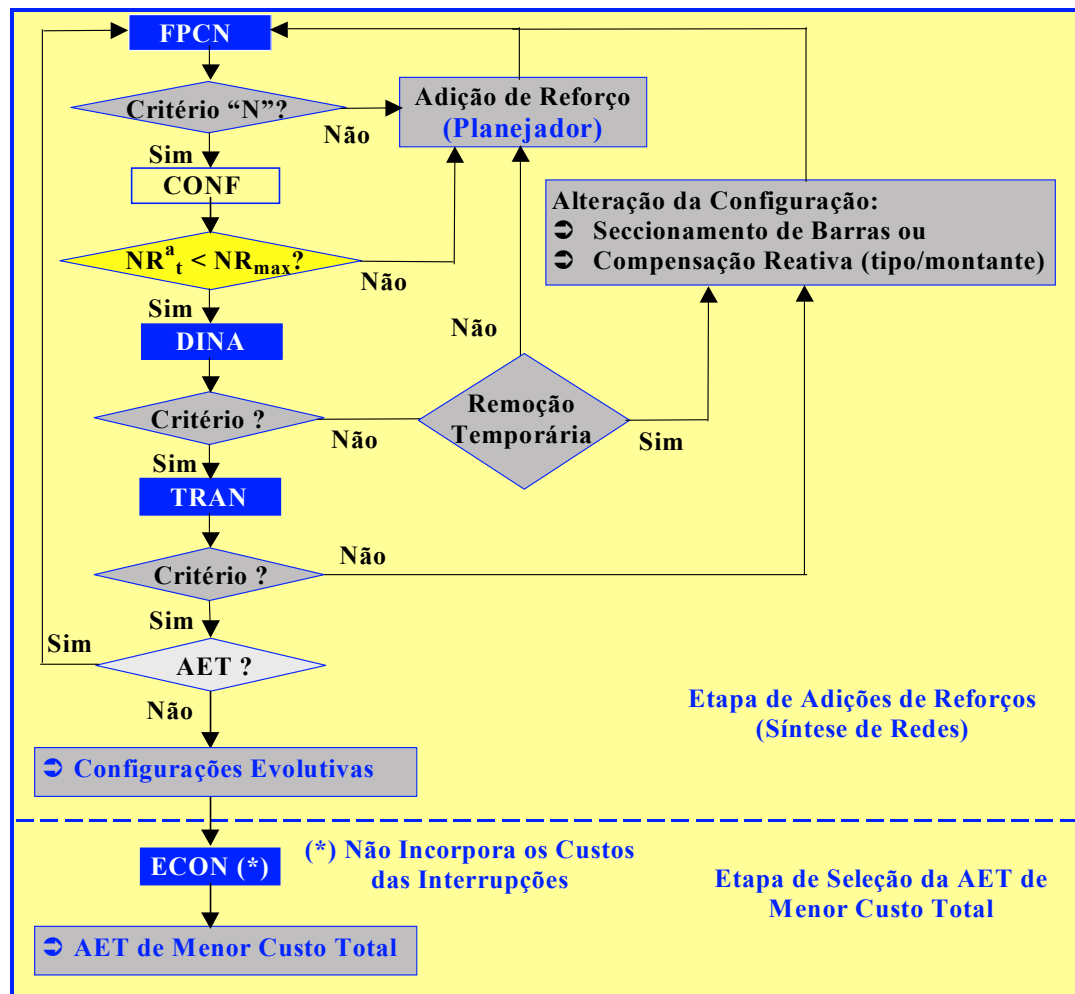 FPCN
Critério “N”?
Não
Adição de Reforço
(Planejador)
Sim
CONF
Alteração da Configuração:
➲ Seccionamento de Barras ou
➲ Compensação Reativa (tipo/montante)
NRᵃₜ < NRmax?
Não
Sim
Não
DINA
Critério ?
Não
Remoção
Temporária
Sim
Sim
TRAN
Não
Critério ?
Sim
Sim
AET ?
Não
Etapa de Adições de Reforços
(Síntese de Redes)
➲ Configurações Evolutivas
ECON (*)
(*) Não Incorpora os Custos
das Interrupções
Etapa de Seleção da AET de
Menor Custo Total
➲ AET de Menor Custo Total